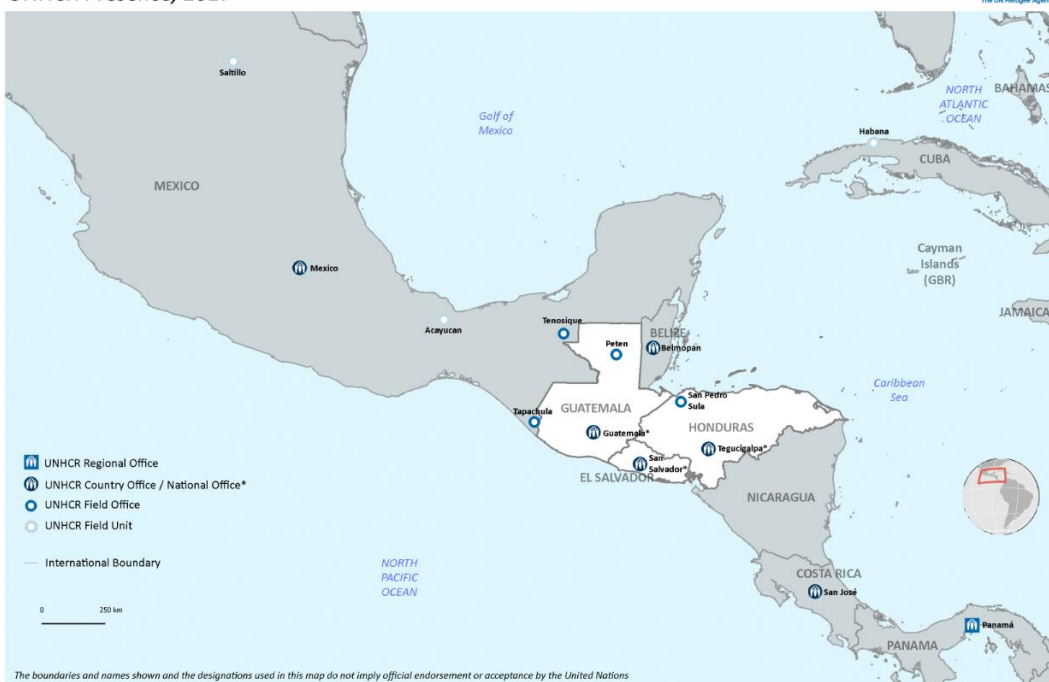 The UN Refugee Agency
Saltillo
Golf of
Mexico
NORTH
ATLANTIC
OCEAN
BAHAMAS
Habana
CUBA
MEXICO
Cayman
Islands
(GBR)
Mexico
JAMAICA
Acayucan
Tenosique
BELIZE
Peten
Belmopan
Caribbean
Sea
San Pedro
Sula
Tapachula
GUATEMALA
HONDURAS
Guatemala*
Tegucigalpa*
San
Salvador*
EL SALVADOR
NICARAGUA
UNHCR Regional Office
UNHCR Country Office / National Office*
UNHCR Field Office
UNHCR Field Unit
International Boundary
NORTH
PACIFIC
OCEAN
COSTA RICA
San José
0 250 km
Panamá
PANAMA
The boundaries and names shown and the designations used in this map do not imply official endorsement or acceptance by the United Nations